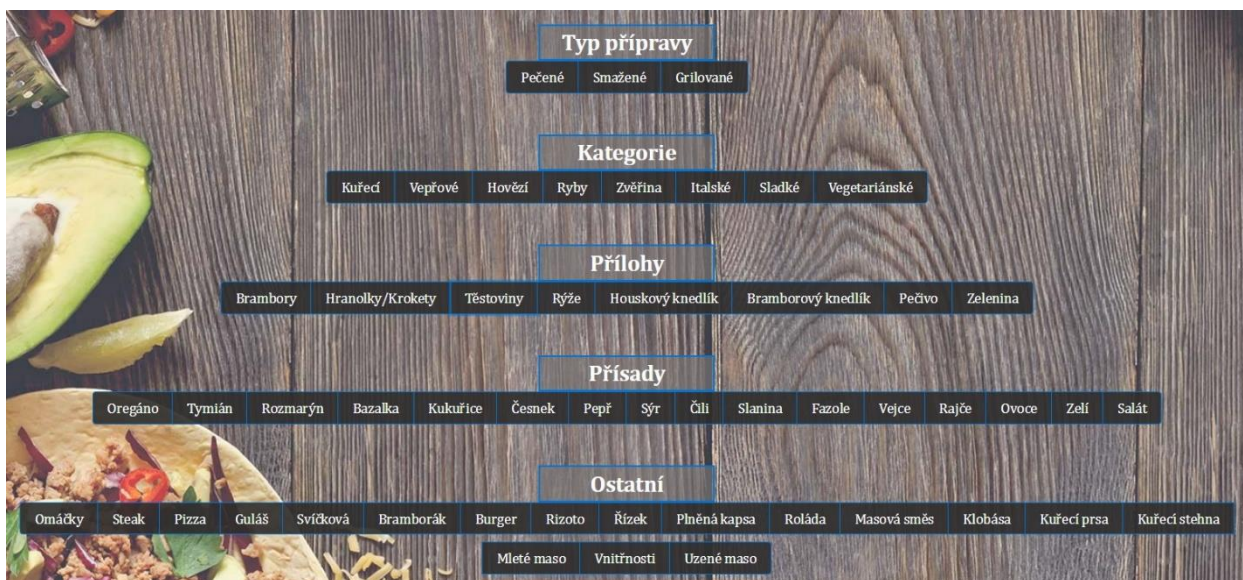 Typ přípravy
Pečené Smažené Grilované
Kategorie
Kuřecí Vepřové Hovězí Ryby Zvěřina Italské Sladké Vegetariánské
Přílohy
Brambory Hranolky/Krokety Těstoviny Rýže Houskový knedlík Bramborový knedlík Pečivo Zelenina
Přísady
Oregáno Tymián Rozmarýn Bazalka Kukuřice Česnek Pepř Sýr Čili Slanina Fazole Vejce Rajče Ovoce Zelí Salát
Ostatní
Omáčky Steak Pizza Guláš Svíčková Bramborák Burger Rizoto Řízek Plněná kapsa Roláda Masová směs Klobása Kuřecí prsa Kuřecí stehna
Mleté maso Vnitřnosti Uzené maso